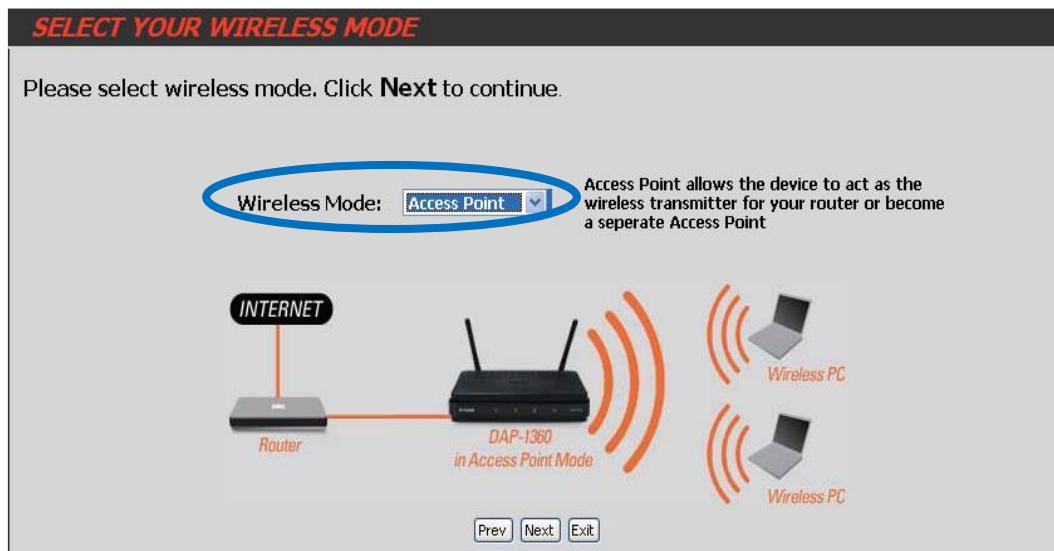 SELECT YOUR WIRELESS MODE
Please select wireless mode. Click Next to continue.
Wireless Mode: Access Point
Access Point allows the device to act as the
wireless transmitter for your router or become
a seperate Access Point
INTERNET
Router
DAP-1360
in Access Point Mode
Wireless PC
Wireless PC
Prev Next Exit